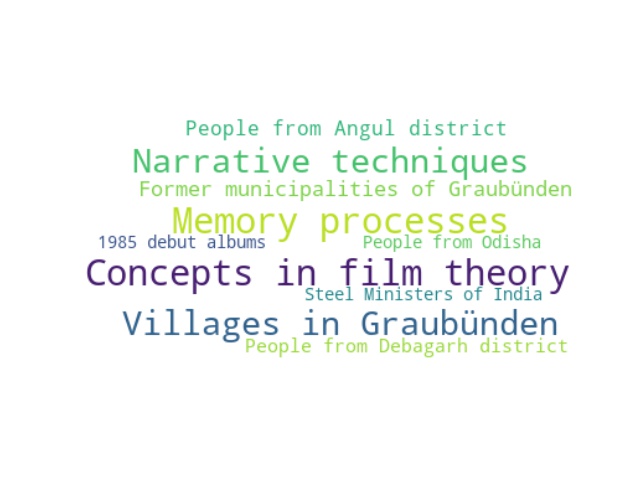 People from Angul district
Narrative techniques
Former municipalities of Graubünden
Memory processes
1985 debut albums
People from Odisha
Concepts in film theory
Steel Ministers of India
Villages in Graubünden
People from Debagarh district